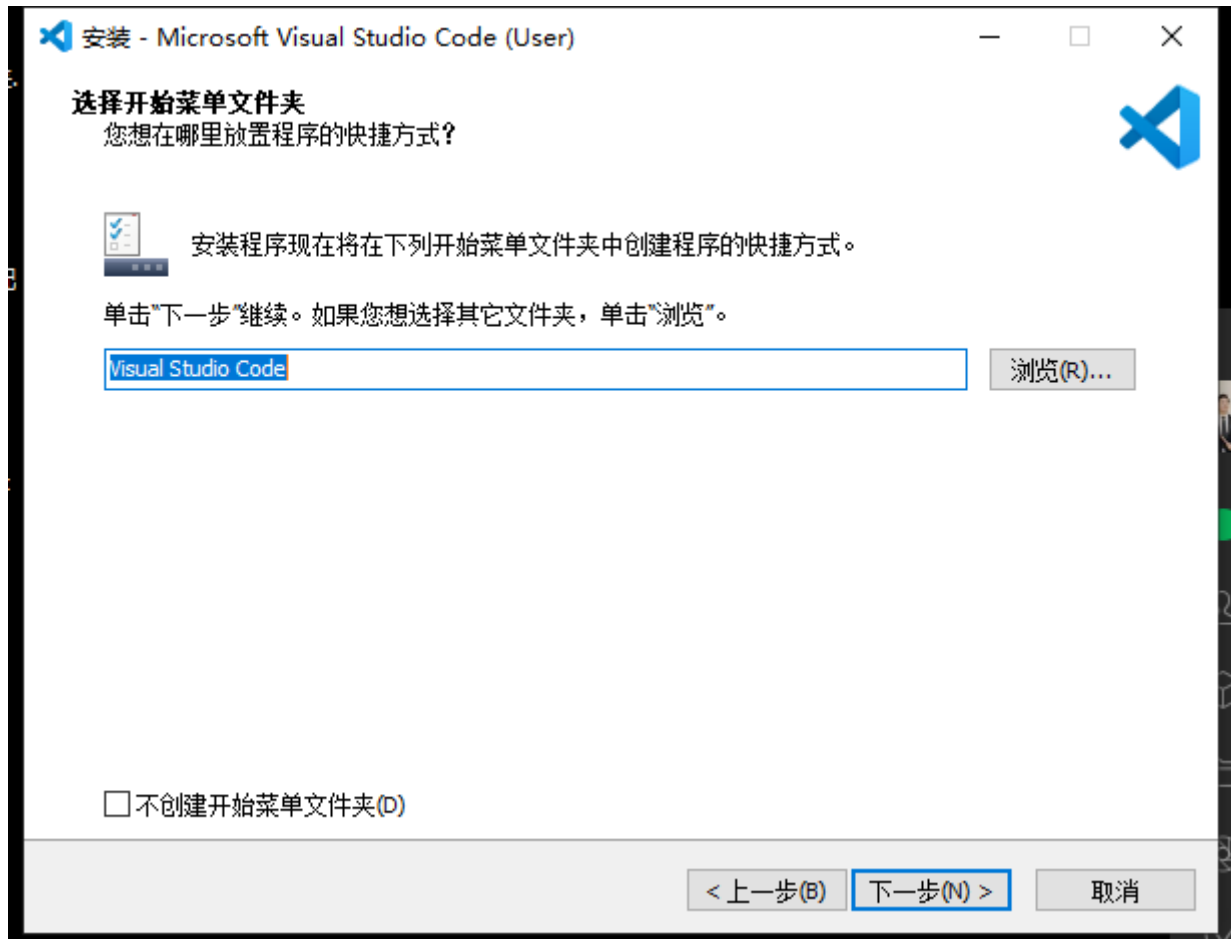 安装 - Microsoft Visual Studio Code (User)
选择开始菜单文件夹
您想在哪里放置程序的快捷方式?
安装程序现在将在下列开始菜单文件夹中创建程序的快捷方式。
单击"下一步"继续。如果您想选择其它文件夹，单击"浏览"。
Visual Studio Code
浏览(R)...
不创建开始菜单文件夹(D)
< 上一步(B)
下一步(N) >
取消